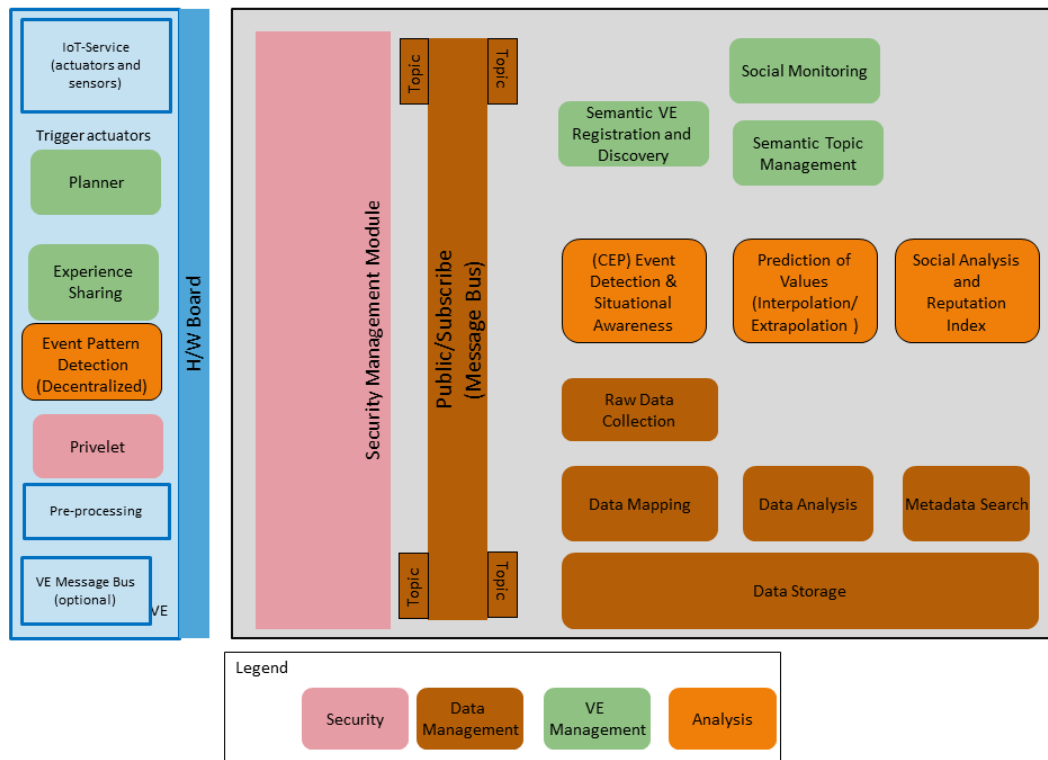 IoT-Service
(actuators and
sensors)
Trigger actuators
Planner
Experience
Sharing
Event Pattern
Detection
(Decentralized)
Privelet
Pre-processing
VE Message Bus
(optional)
VE
H/W Board
Security Management Module
Topic
Topic
Public/Subscribe
(Message Bus)
Topic
Topic
Social Monitoring
Semantic VE
Registration and
Discovery
Semantic Topic
Management
(CEP) Event
Detection &
Situational
Awareness
Prediction of
Values
(Interpolation/
Extrapolation )
Social Analysis
and
Reputation
Index
Raw Data
Collection
Data Mapping
Data Analysis
Metadata Search
Data Storage
Legend
Security
Data
Management
VE
Management
Analysis